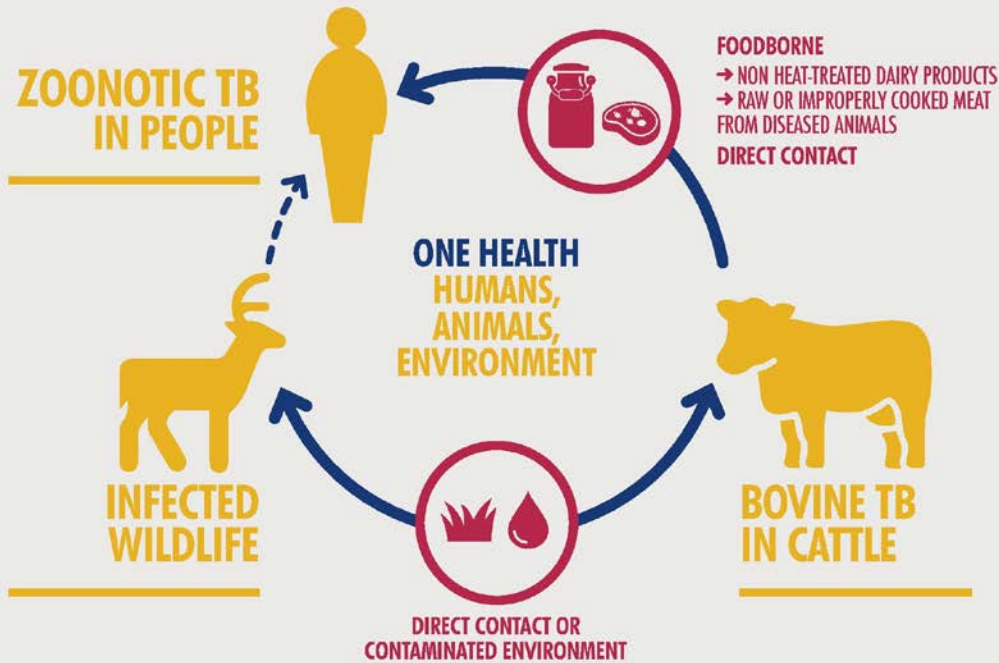 ZOONOTIC TB
IN PEOPLE
FOODBORNE
→ NON HEAT-TREATED DAIRY PRODUCTS
→ RAW OR IMPROPERLY COOKED MEAT
FROM DISEASED ANIMALS
DIRECT CONTACT
ONE HEALTH
HUMANS,
ANIMALS,
ENVIRONMENT
INFECTED
WILDLIFE
BOVINE TB
IN CATTLE
DIRECT CONTACT OR
CONTAMINATED ENVIRONMENT